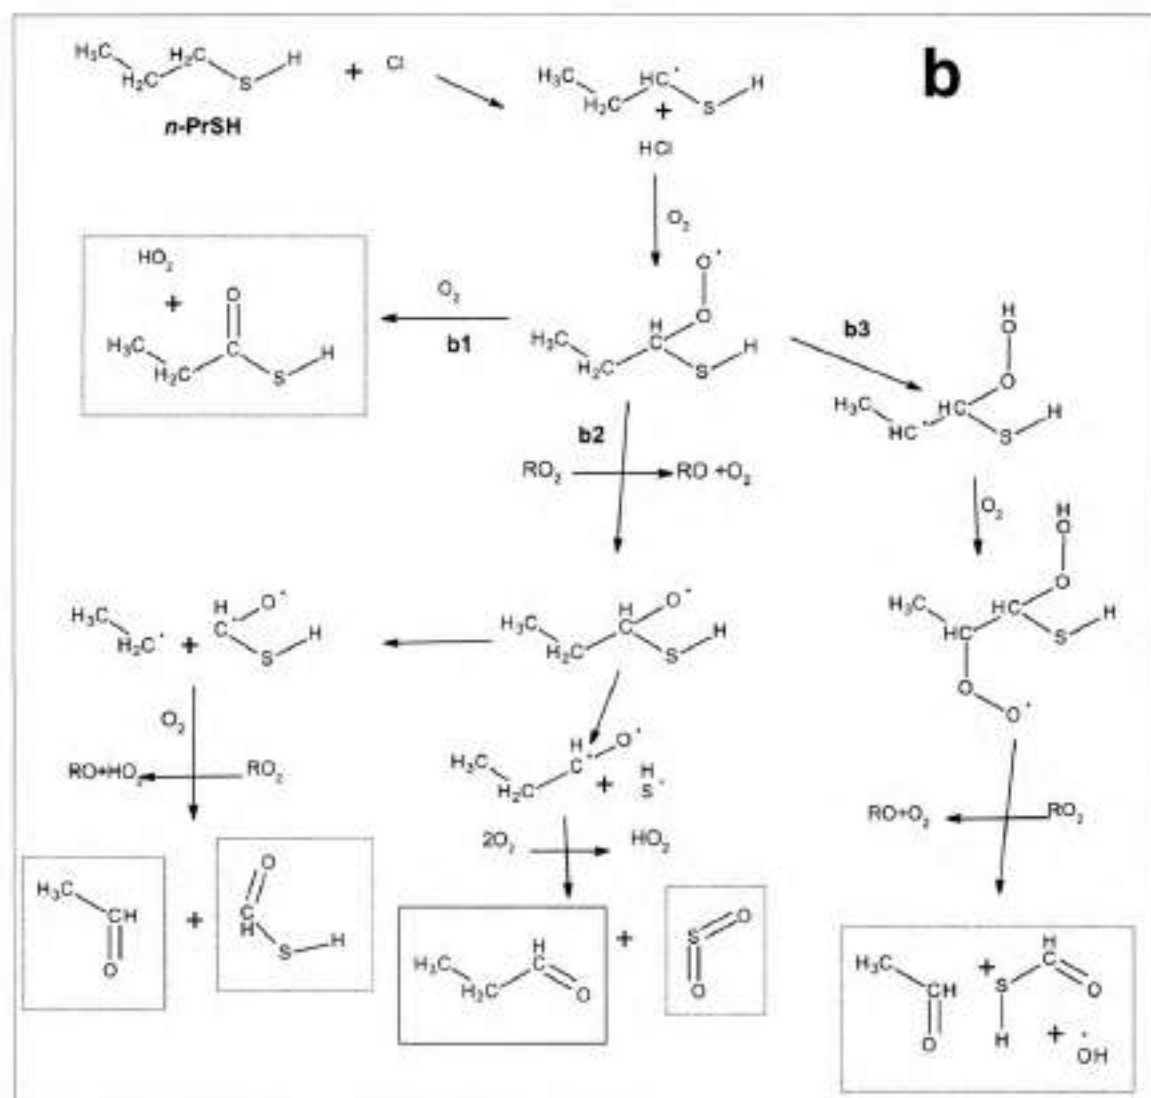 b
H₃C H₂C H₂C S H + Cl
n-PrSH
H₃C H₂C HC· S H
+
HCl
O₂
HO₂
+
O
H₃C H₂C C S H
O₂
b1
O·
O
H
H₃C H₂C C S H
b3
H
O
O
H₃C HC· HC S H
b2
RO₂ RO +O₂
O₂
H
O
O
H₃C HC HC S H
O
O·
H₃C H₂C· + H C· O· S H
H O·
H₃C H₂C C S H
O₂
RO+HO₂ RO₂
H O·
H₃C H₂C C· + H S·
2O₂ HO₂
RO+O₂ RO₂
H₃C CH O
+
O CH S H
H₃C H₂C H C O
+
S O O
H₃C CH O
+
H C O S H
+
·OH